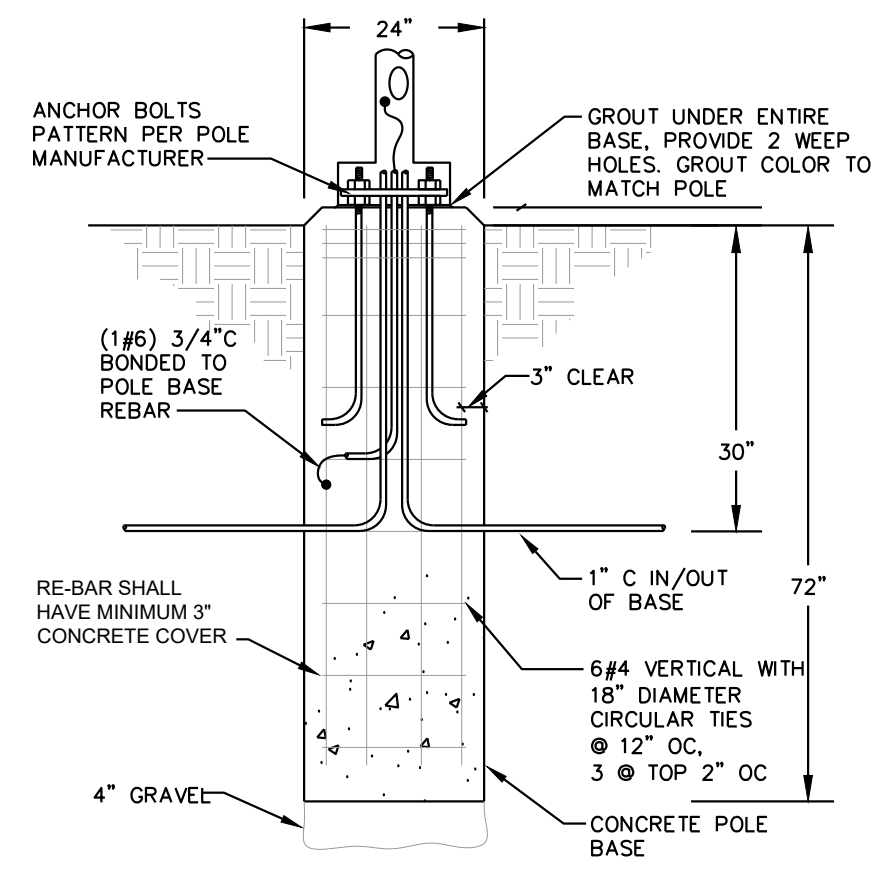 24"
ANCHOR BOLTS
PATTERN PER POLE
MANUFACTURER
GROUT UNDER ENTIRE
BASE, PROVIDE 2 WEEP
HOLES. GROUT COLOR TO
MATCH POLE
(1#6) 3/4"C
BONDED TO
POLE BASE
REBAR
3" CLEAR
30"
1" C IN/OUT
OF BASE
72"
RE-BAR SHALL
HAVE MINIMUM 3"
CONCRETE COVER
6#4 VERTICAL WITH
18" DIAMETER
CIRCULAR TIES
@ 12" OC,
3 @ TOP 2" OC
4" GRAVEL
CONCRETE POLE
BASE